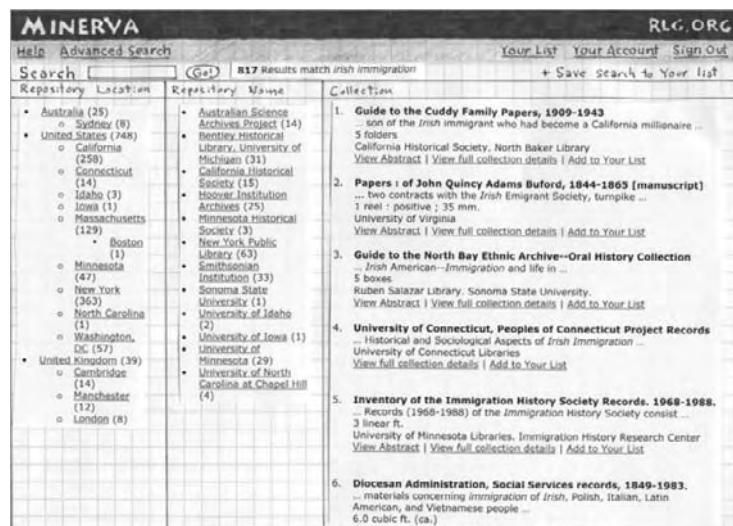 MINERVA
RLG.ORG
Help Advanced Search
Your List Your Account Sign Out
Search Go! 817 Results match irish immigration
+ Save search to Your list
Repository Location
Australia (25)
Sydney (8)
United States (748)
California
(258)
Connecticut
(14)
Idaho (3)
Iowa (1)
Massachusetts
(129)
Boston
(1)
Minnesota
(47)
New York
(363)
North Carolina
(1)
Washington,
DC (57)
United Kingdom (39)
Cambridge
(14)
Manchester
(12)
London (8)
Repository Name
Australian Science
Archives Project (14)
Bentley Historical
Library, University of
Michigan (31)
California Historical
Society (15)
Hoover Institution
Archives (25)
Minnesota Historical
Society (3)
New York Public
Library (63)
Smithsonian
Institution (33)
Sonoma State
University (1)
University of Idaho
(2)
University of Iowa (1)
University of
Minnesota (29)
University of North
Carolina at Chapel Hill
(4)
Collection
1. Guide to the Cuddy Family Papers, 1909-1943
... son of the Irish immigrant who had become a California millionaire ...
5 folders
California Historical Society, North Baker Library
View Abstract | View full collection details | Add to Your List
2. Papers : of John Quincy Adams Buford, 1844-1865 [manuscript]
... two contracts with the Irish Emigrant Society, turnpike ...
1 reel : positive ; 35 mm.
University of Virginia
View Abstract | View full collection details | Add to Your List
3. Guide to the North Bay Ethnic Archive--Oral History Collection
... Irish American--Immigration and life in ...
5 boxes
Ruben Salazar Library. Sonoma State University.
View Abstract | View full collection details | Add to Your List
4. University of Connecticut, Peoples of Connecticut Project Records
... Historical and Sociological Aspects of Irish Immigration ...
University of Connecticut Libraries
View full collection details | Add to Your List
5. Inventory of the Immigration History Society Records. 1968-1988.
... Records (1968-1988) of the Immigration History Society consist ...
3 linear ft.
University of Minnesota Libraries. Immigration History Research Center
View Abstract | View full collection details | Add to Your List
6. Diocesan Administration, Social Services records, 1849-1983.
... materials concerning immigration of Irish, Polish, Italian, Latin
American, and Vietnamese people ...
6.0 cubic ft. (ca.)